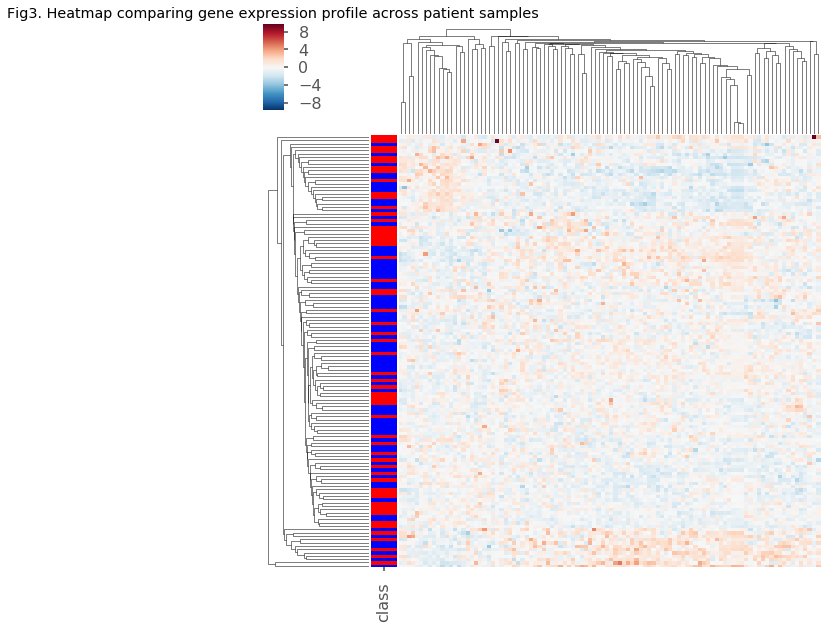 Fig3. Heatmap comparing gene expression profile across patient samples
8
4
0
−4
−8
class